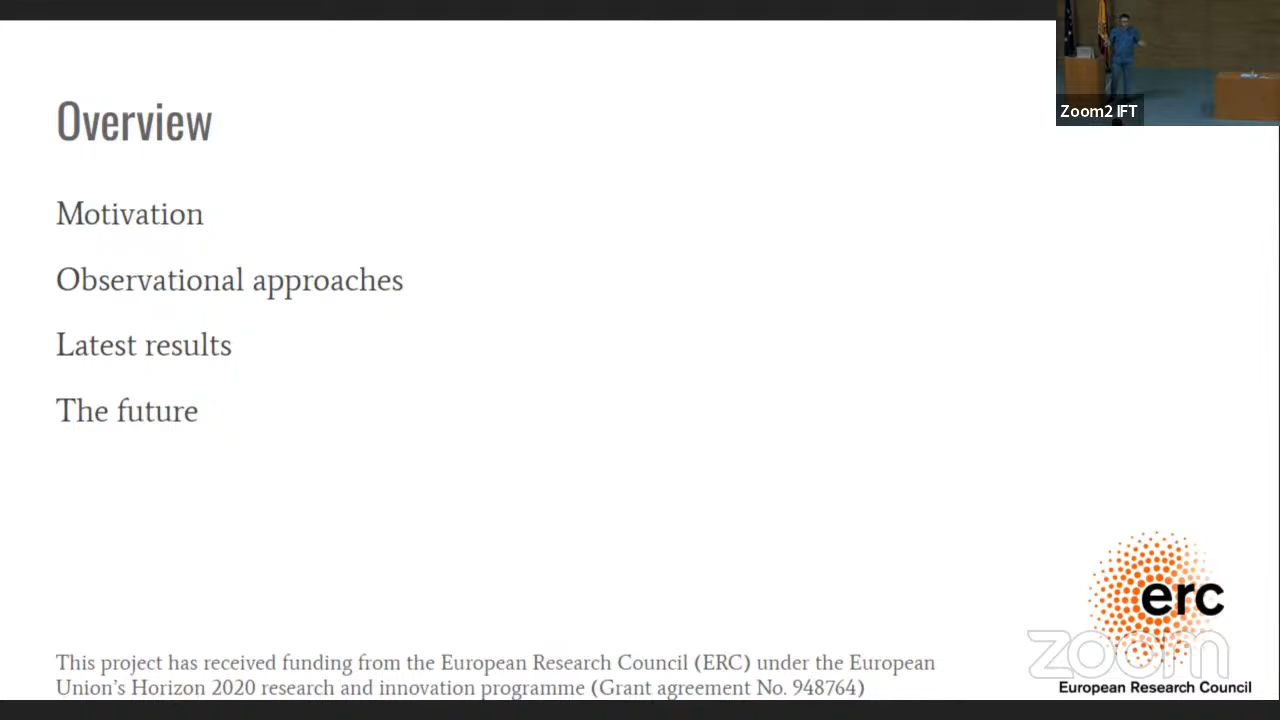 Zoom2 IFT
Overview
Motivation
Observational approaches
Latest results
The future
erc
zoom
European Research Council
This project has received funding from the European Research Council (ERC) under the European
Union’s Horizon 2020 research and innovation programme (Grant agreement No. 948764)